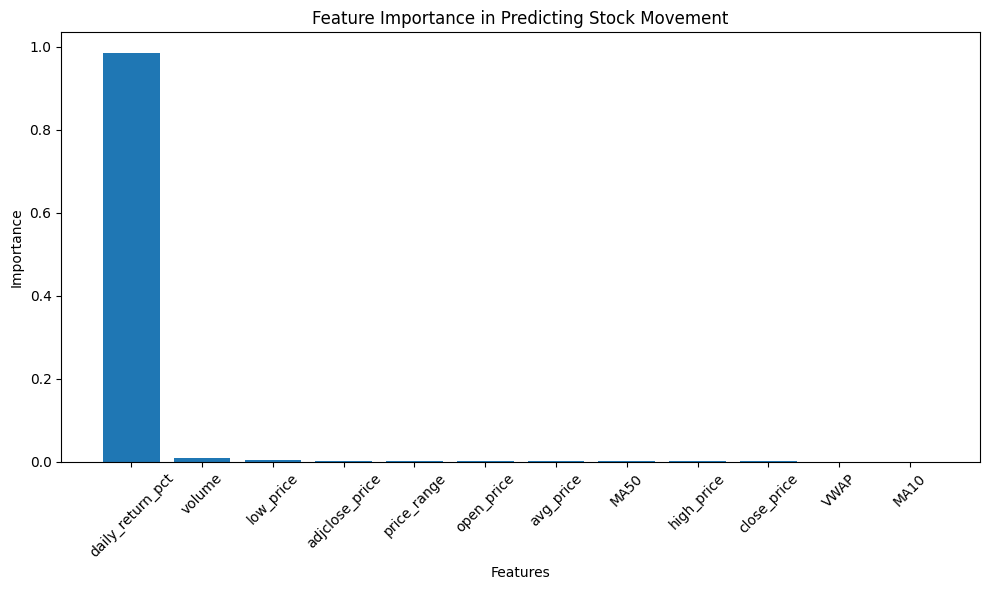 Feature Importance in Predicting Stock Movement
1.0
0.8
0.6
0.4
0.2
0.0
Importance
daily_return_pct
volume
low_price
adjclose_price
price_range
open_price
avg_price
MA50
high_price
close_price
VWAP
MA10
Features